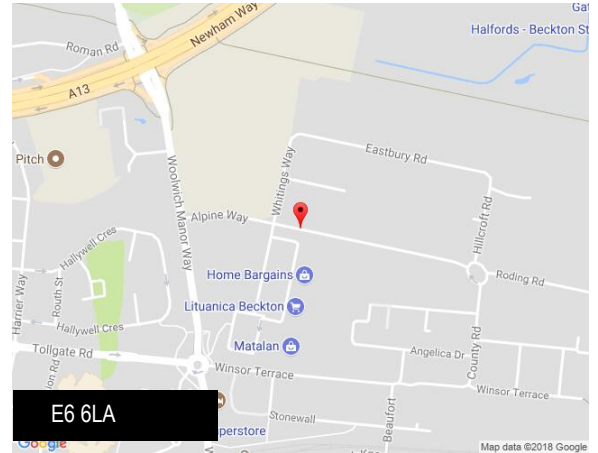 Gat
Halfords - Beckton St
Roman Rd
Newham Way
A13
Pitch
Eastbury Rd
Whitings Way
Woolwich Manor Way
Alpine Way
Hillcroft Rd
Hallywell Cres
Roding Rd
Home Bargains
Harrier Way
Routh St
Lituanica Beckton
Hallywell Cres
County Rd
Matalan
Tollgate Rd
Angelica Dr
Winsor Terrace
Winsor Terrace
ion Rd
Beaufort
E6 6LA
Stonewall
perstore
Google
Map data ©2018 Google